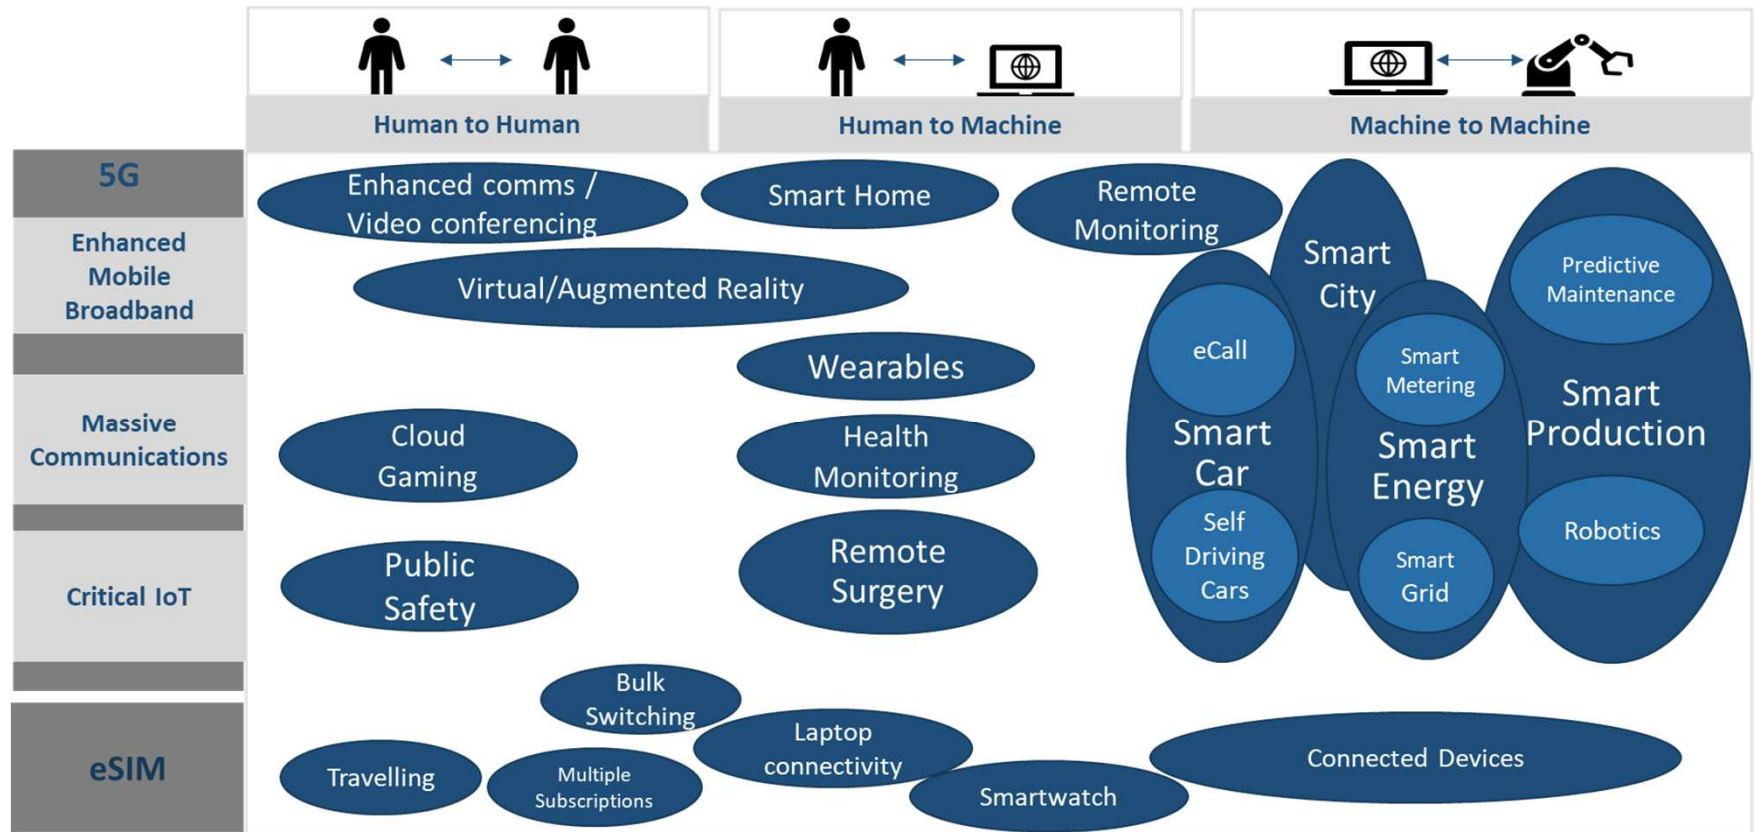 Human to Human
Human to Machine
Machine to Machine
5G
Enhanced
Mobile
Broadband
Massive
Communications
Critical IoT
eSIM
Enhanced comms /
Video conferencing
Smart Home
Remote
Monitoring
Virtual/Augmented Reality
Wearables
Cloud
Gaming
Health
Monitoring
Public
Safety
Remote
Surgery
Smart
City
eCall
Smart
Car
Self
Driving
Cars
Smart
Metering
Smart
Energy
Smart
Grid
Predictive
Maintenance
Smart
Production
Robotics
Bulk
Switching
Travelling
Multiple
Subscriptions
Laptop
connectivity
Smartwatch
Connected Devices